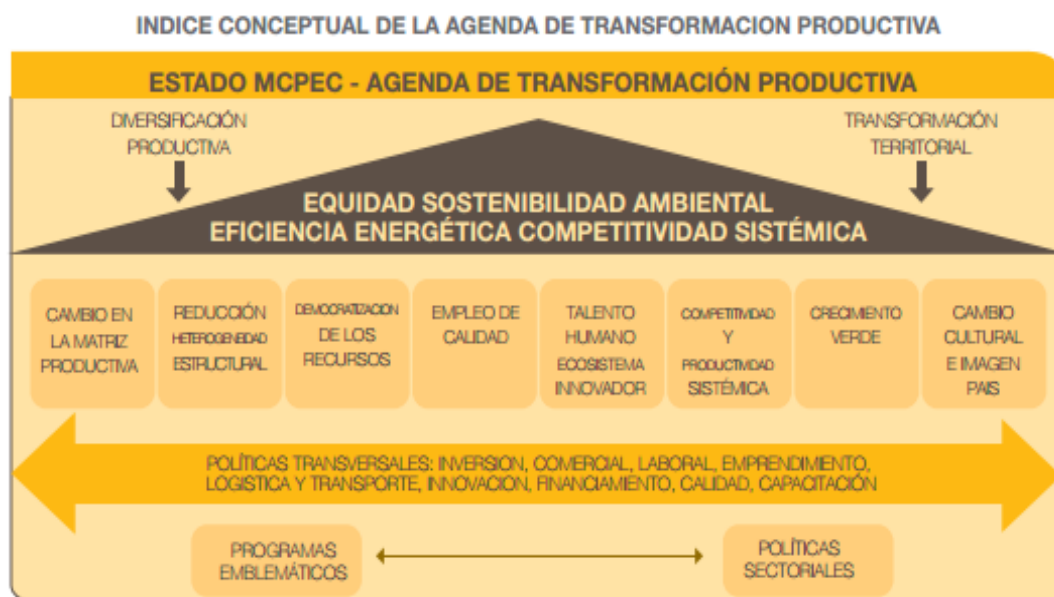 INDICE CONCEPTUAL DE LA AGENDA DE TRANSFORMACION PRODUCTIVA
ESTADO MCPEC - AGENDA DE TRANSFORMACIÓN PRODUCTIVA
DIVERSIFICACIÓN
PRODUCTIVA
TRANSFORMACIÓN
TERRITORIAL
EQUIDAD SOSTENIBILIDAD AMBIENTAL
EFICIENCIA ENERGÉTICA COMPETITIVIDAD SISTÉMICA
CAMBIO EN
LA MATRIZ
PRODUCTIVA
REDUCCIÓN
HETEROGENEIDAD
ESTRUCTURAL
DEMOCRATIZACION
DE LOS
RECURSOS
EMPLEO DE
CALIDAD
TALENTO
HUMANO
ECOSISTEMA
INNOVADOR
COMPETITIVIDAD
Y
PRODUCTIVIDAD
SISTÉMICA
CRECIMIENTO
VERDE
CAMBIO
CULTURAL
E IMAGEN
PAIS
POLÍTICAS TRANSVERSALES: INVERSION, COMERCIAL, LABORAL, EMPRENDIMIENTO,
LOGISTICA Y TRANSPORTE, INNOVACION, FINANCIAMIENTO, CALIDAD, CAPACITACIÓN
PROGRAMAS
EMBLEMÁTICOS
POLÍTICAS
SECTORIALES